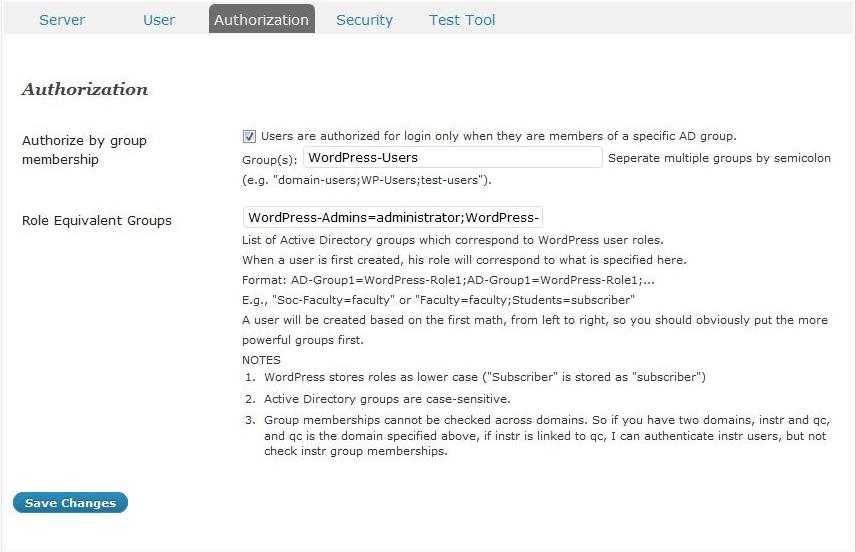 Server User Authorization Security Test Tool
Authorization
Authorize by group
membership
Users are authorized for login only when they are members of a specific AD group.
Group(s): WordPress-Users Seperate multiple groups by semicolon
(e.g. "domain-users;WP-Users;test-users").
Role Equivalent Groups
WordPress-Admins=administrator;WordPress-
List of Active Directory groups which correspond to WordPress user roles.
When a user is first created, his role will correspond to what is specified here.
Format: AD-Group1=WordPress-Role1;AD-Group1=WordPress-Role1;...
E.g., "Soc-Faculty=faculty" or "Faculty=faculty;Students=subscriber"
A user will be created based on the first math, from left to right, so you should obviously put the more
powerful groups first.
NOTES
1. WordPress stores roles as lower case ("Subscriber" is stored as "subscriber")
2. Active Directory groups are case-sensitive.
3. Group memberships cannot be checked across domains. So if you have two domains, instr and qc,
and qc is the domain specified above, if instr is linked to qc, I can authenticate instr users, but not
check instr group memberships.
Save Changes